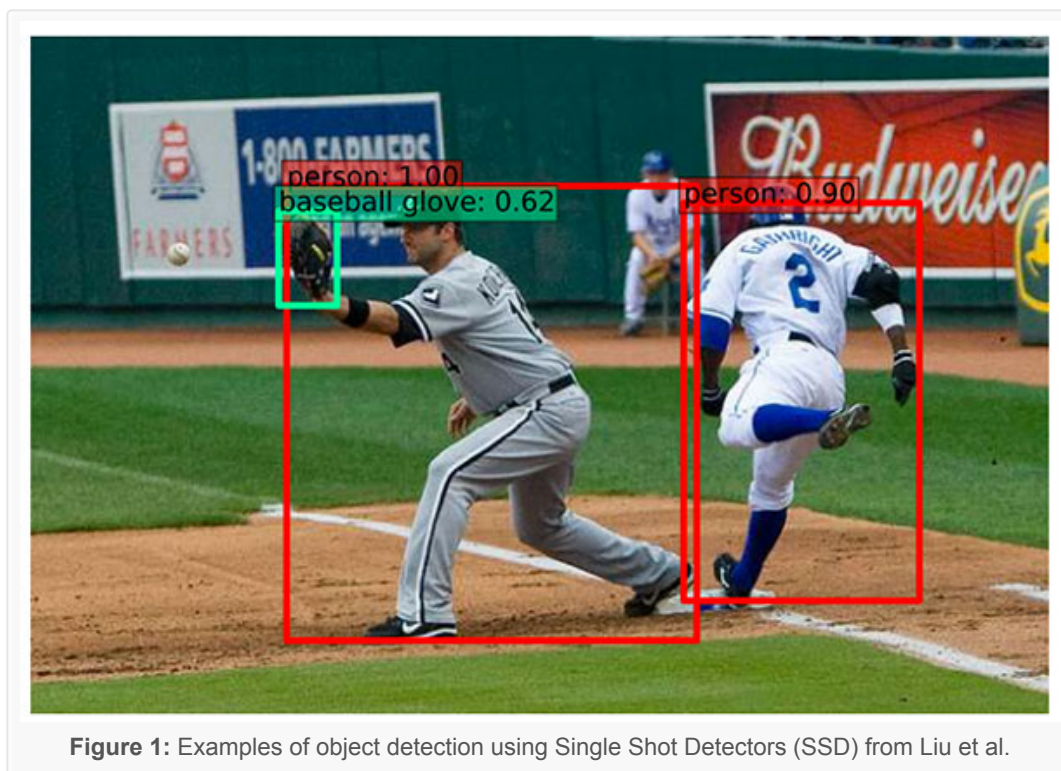 1-800 FARMERS
FARMERS
person: 1.00
baseball glove: 0.62
person: 0.90
Budweiser
GATHRIGHT
2
Figure 1: Examples of object detection using Single Shot Detectors (SSD) from Liu et al.